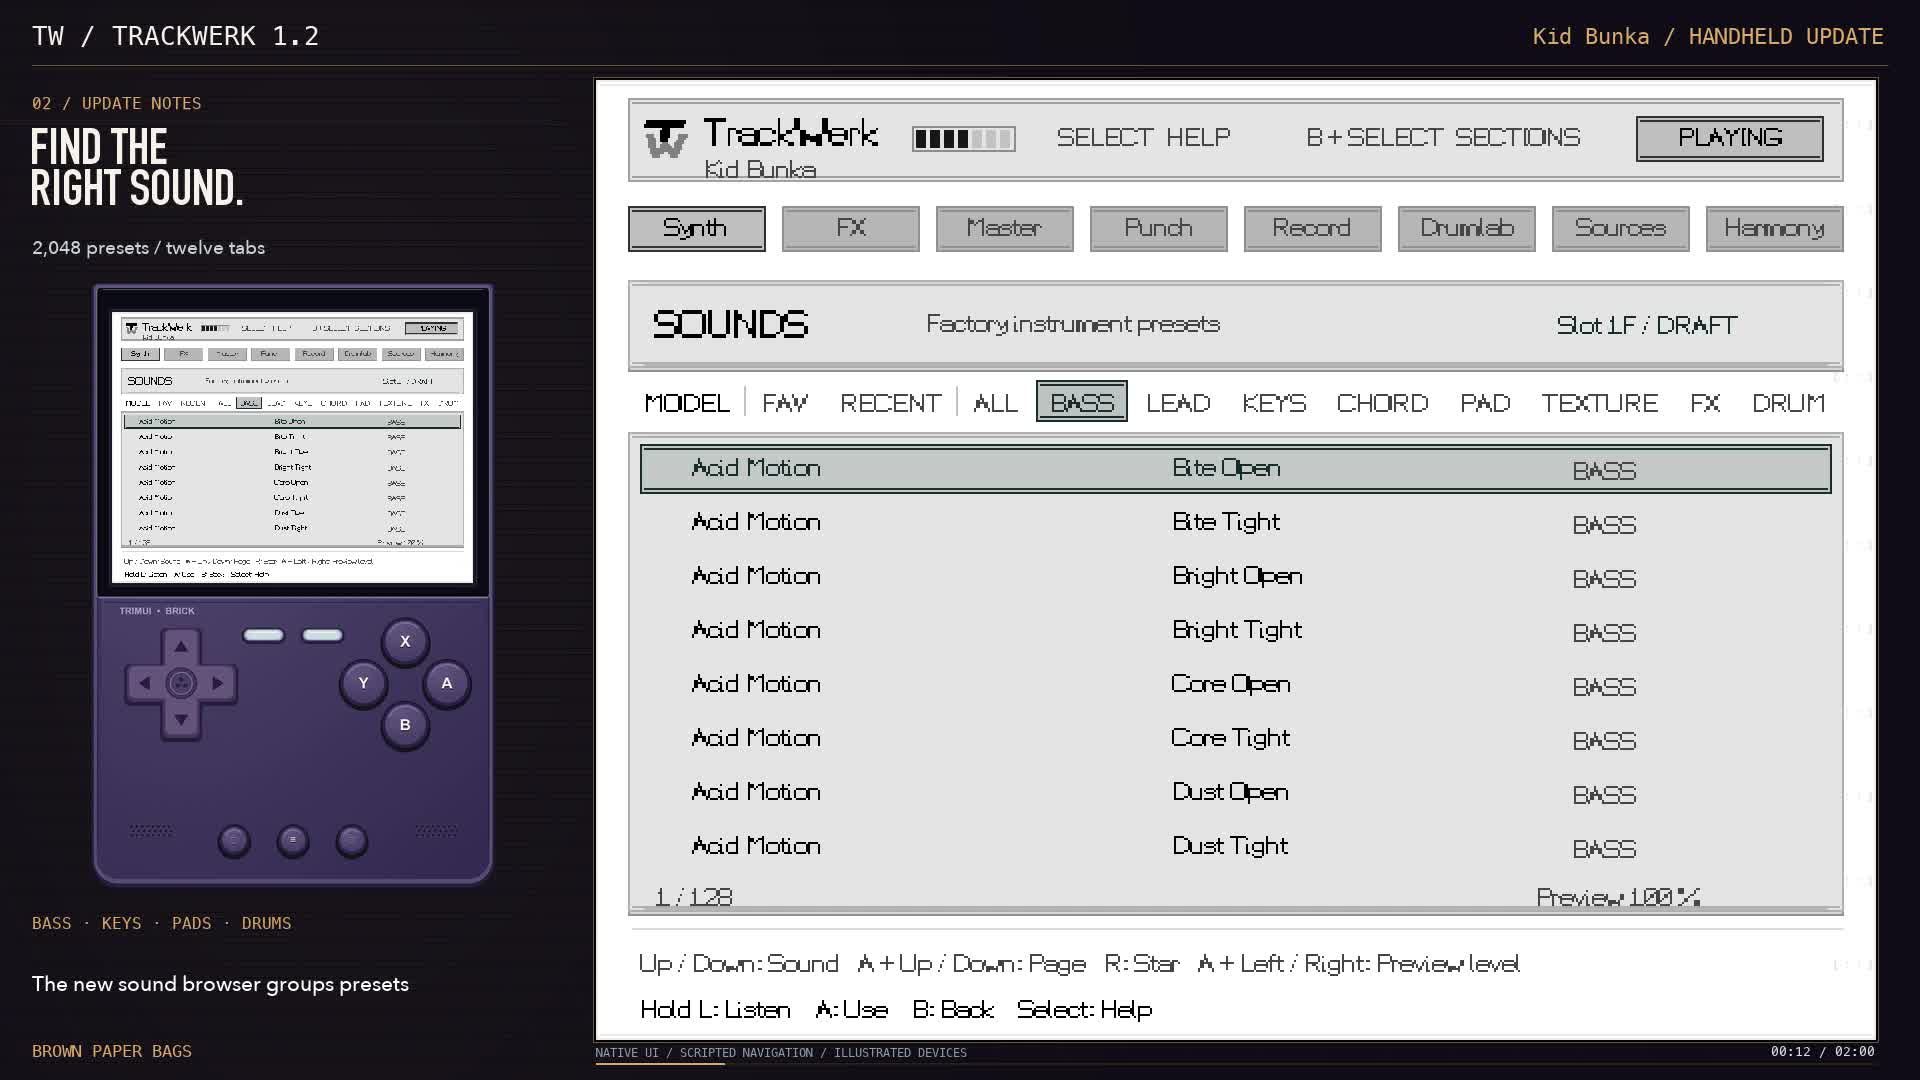 TW / TRACKWERK 1.2
Kid Bunka / HANDHELD UPDATE
02 / UPDATE NOTES
FIND THE
RIGHT SOUND.
2,048 presets / twelve tabs
TRIMUI • BRICK
X
Y
A
B
BASS · KEYS · PADS · DRUMS
The new sound browser groups presets
BROWN PAPER BAGS
TrackWerk
Kid Bunka
SELECT HELP
B+SELECT SECTIONS
PLAYING
Synth FX Master Punch Record Drumlab Sources Harmony
SOUNDS
Factory instrument presets
Slot 1F / DRAFT
MODEL FAV RECENT ALL BASS LEAD KEYS CHORD PAD TEXTURE FX DRUM
Acid Motion Bite Open BASS
Acid Motion Bite Tight BASS
Acid Motion Bright Open BASS
Acid Motion Bright Tight BASS
Acid Motion Core Open BASS
Acid Motion Core Tight BASS
Acid Motion Dust Open BASS
Acid Motion Dust Tight BASS
1 / 128
Preview 100%
Up / Down: Sound A + Up / Down: Page R: Star A + Left / Right: Preview level
Hold L: Listen A: Use B: Back Select: Help
NATIVE UI / SCRIPTED NAVIGATION / ILLUSTRATED DEVICES
00:12 / 02:00